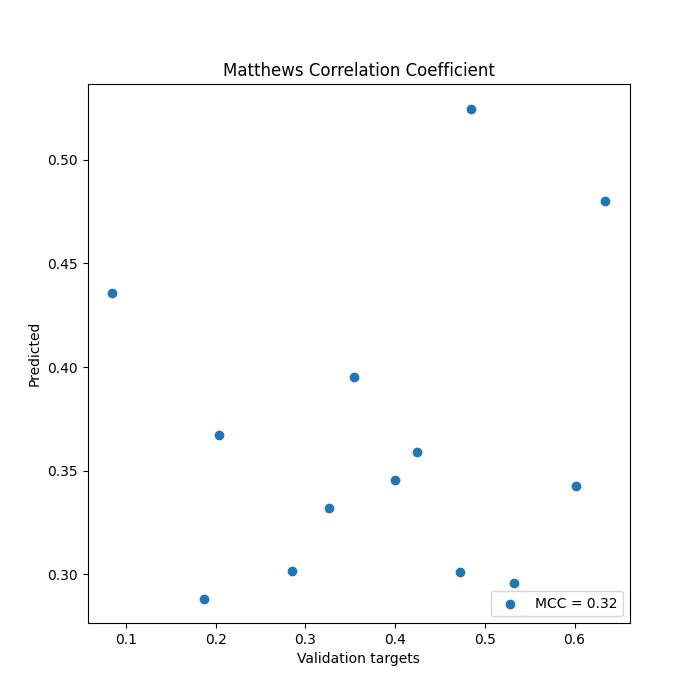 Matthews Correlation Coefficient
0.50
0.45
0.40
0.35
0.30
Predicted
MCC = 0.32
0.1 0.2 0.3 0.4 0.5 0.6
Validation targets